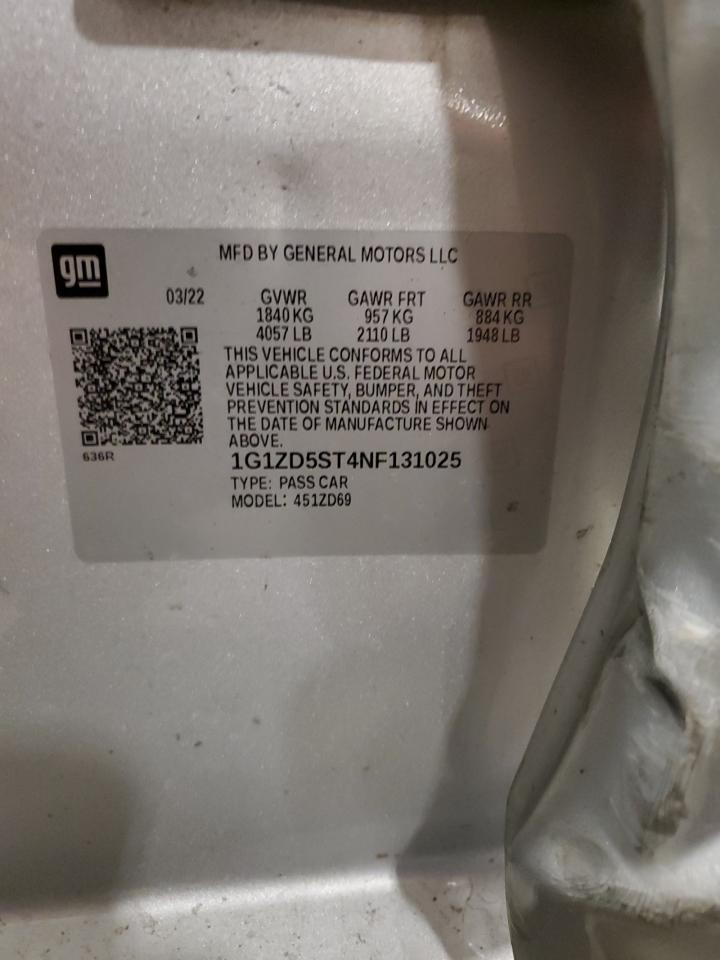 gm
MFD BY GENERAL MOTORS LLC
03/22 GVWR GAWR FRT GAWR RR
1840 KG 957 KG 884 KG
4057 LB 2110 LB 1948 LB
THIS VEHICLE CONFORMS TO ALL
APPLICABLE U.S. FEDERAL MOTOR
VEHICLE SAFETY, BUMPER, AND THEFT
PREVENTION STANDARDS IN EFFECT ON
THE DATE OF MANUFACTURE SHOWN
ABOVE.
636R
1G1ZD5ST4NF131025
TYPE: PASS CAR
MODEL: 451ZD69